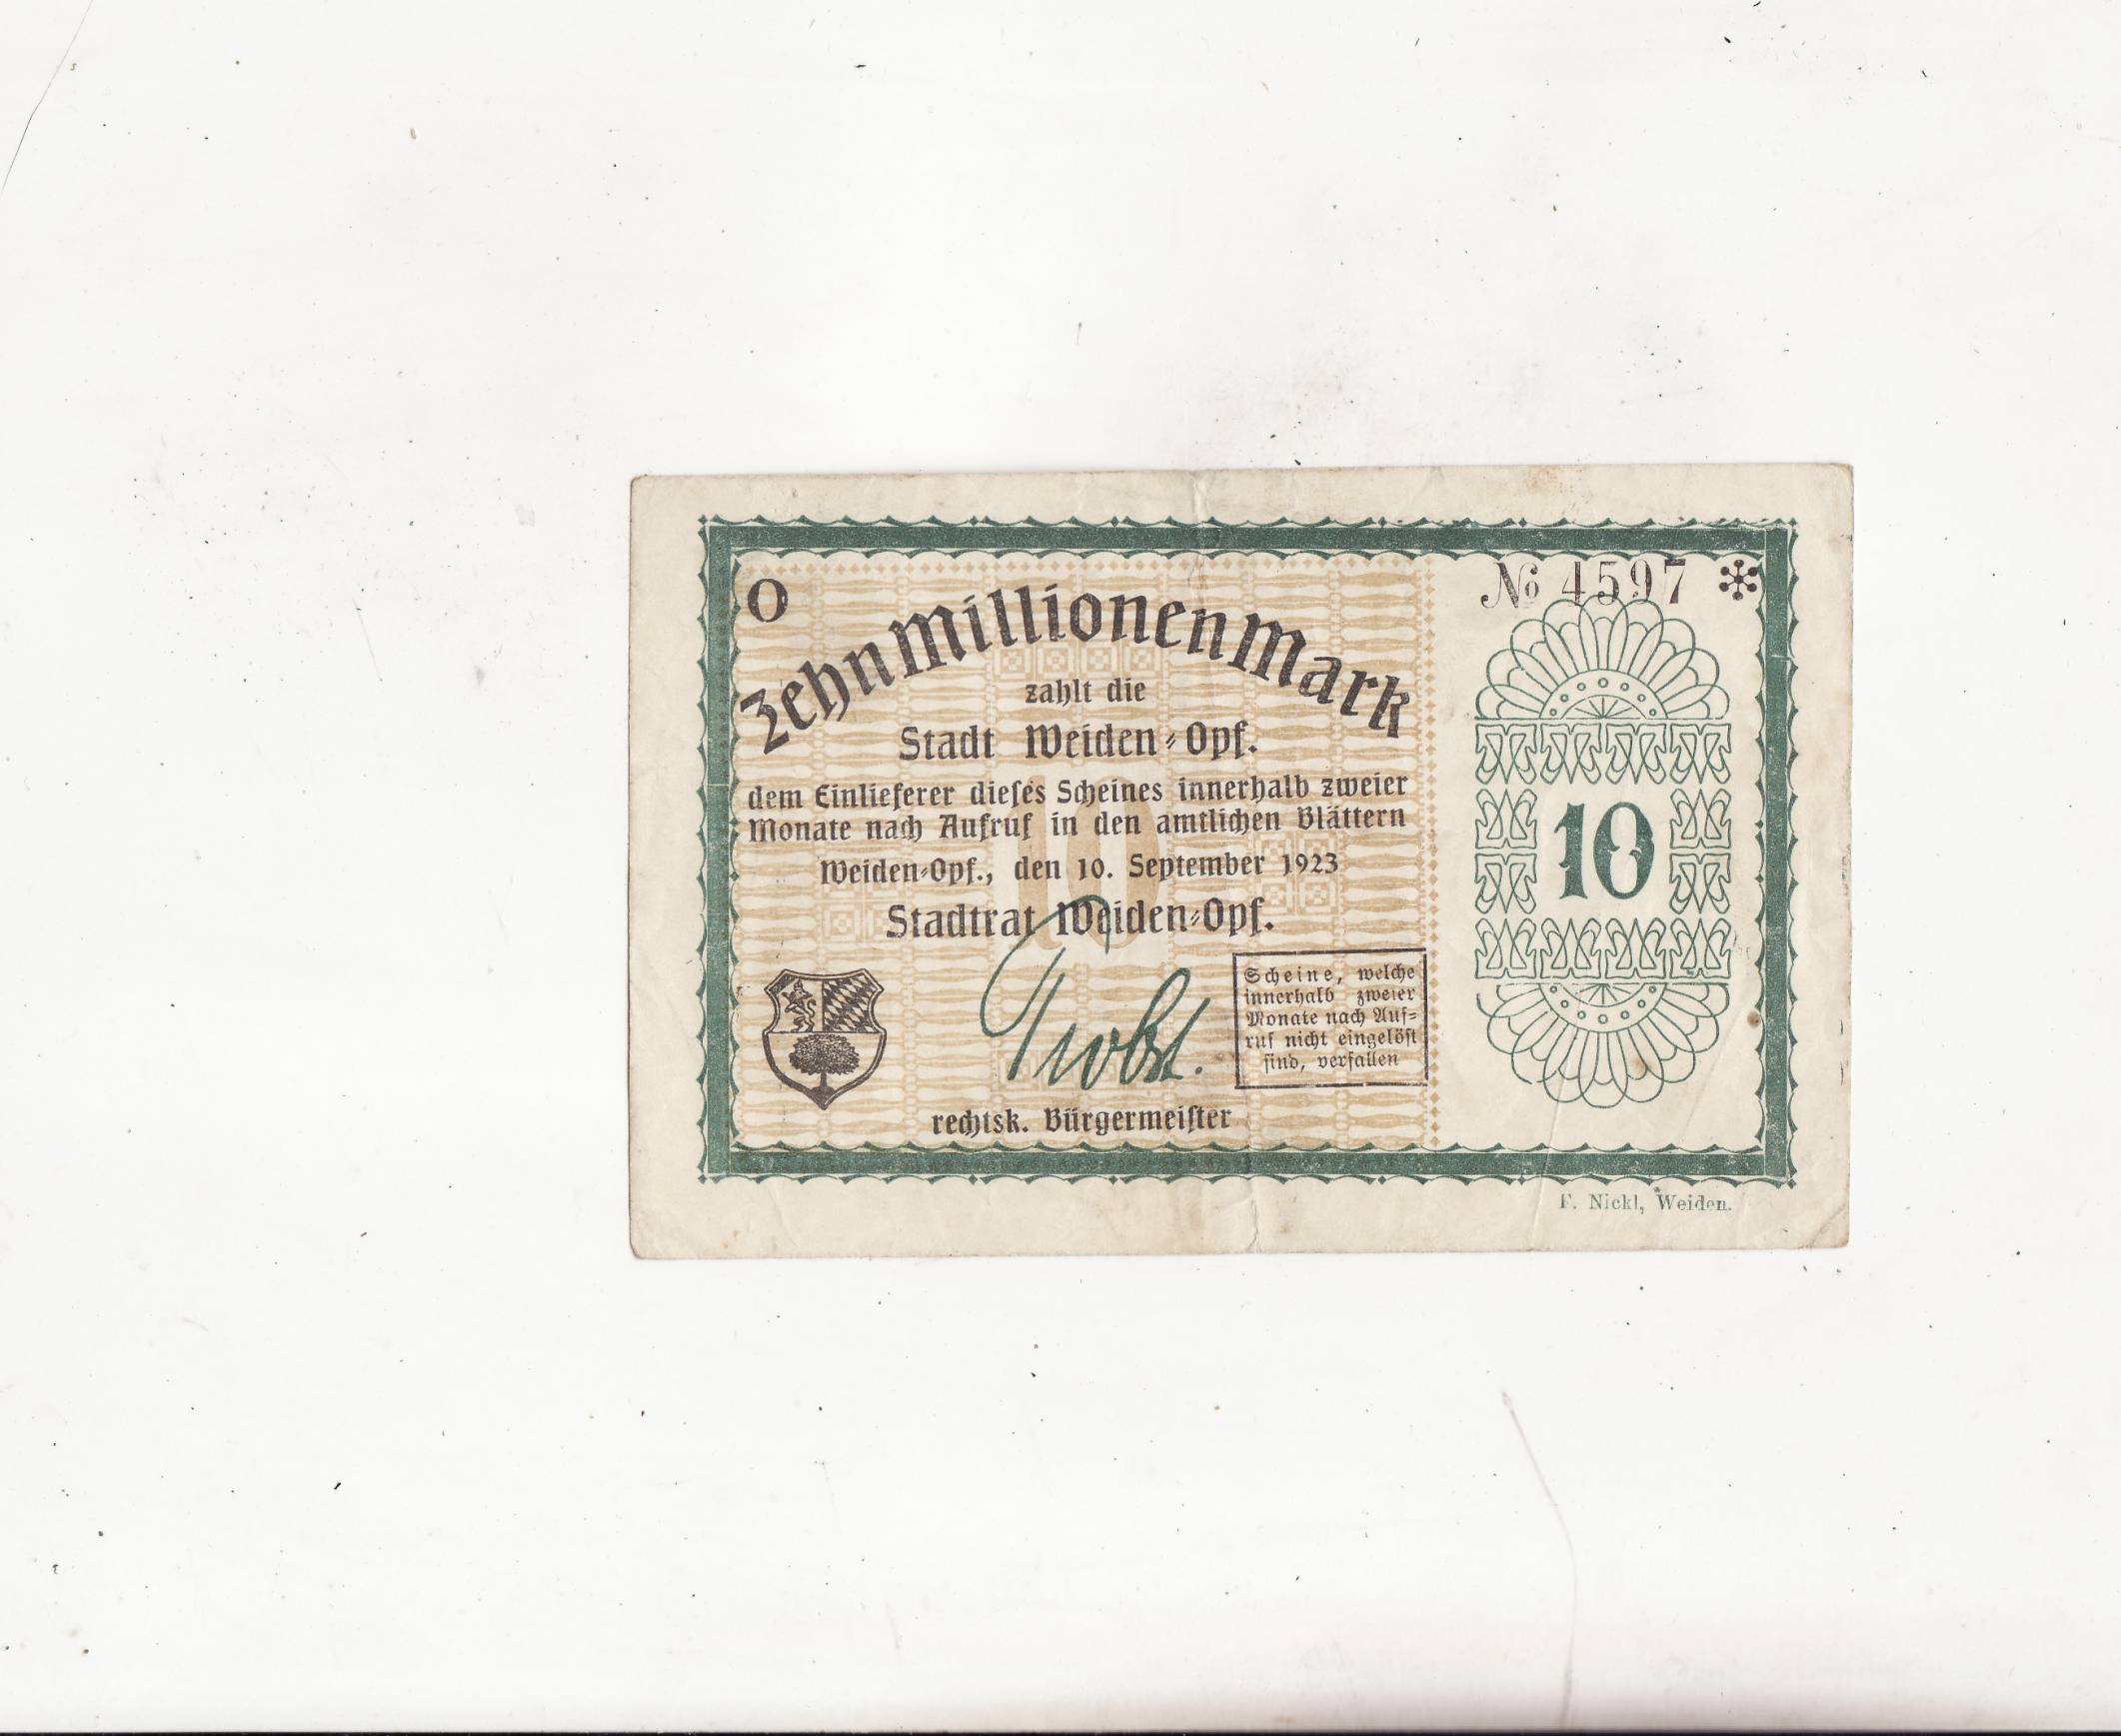 O
№ 4597 *
Zehn Millionen Mark
zahlt die
Stadt Weiden-Opf.
dem Einlieferer dieses Scheines innerhalb zweier
Monate nach Aufruf in den amtlichen Blättern
Weiden-Opf., den 10. September 1923
Stadtrat Weiden-Opf.
10
10
Scheine, welche
innerhalb zweier
Monate nach Auf-
ruf nicht eingelöst
sind, verfallen
rechtsk. Bürgermeister
F. Nickl, Weiden.